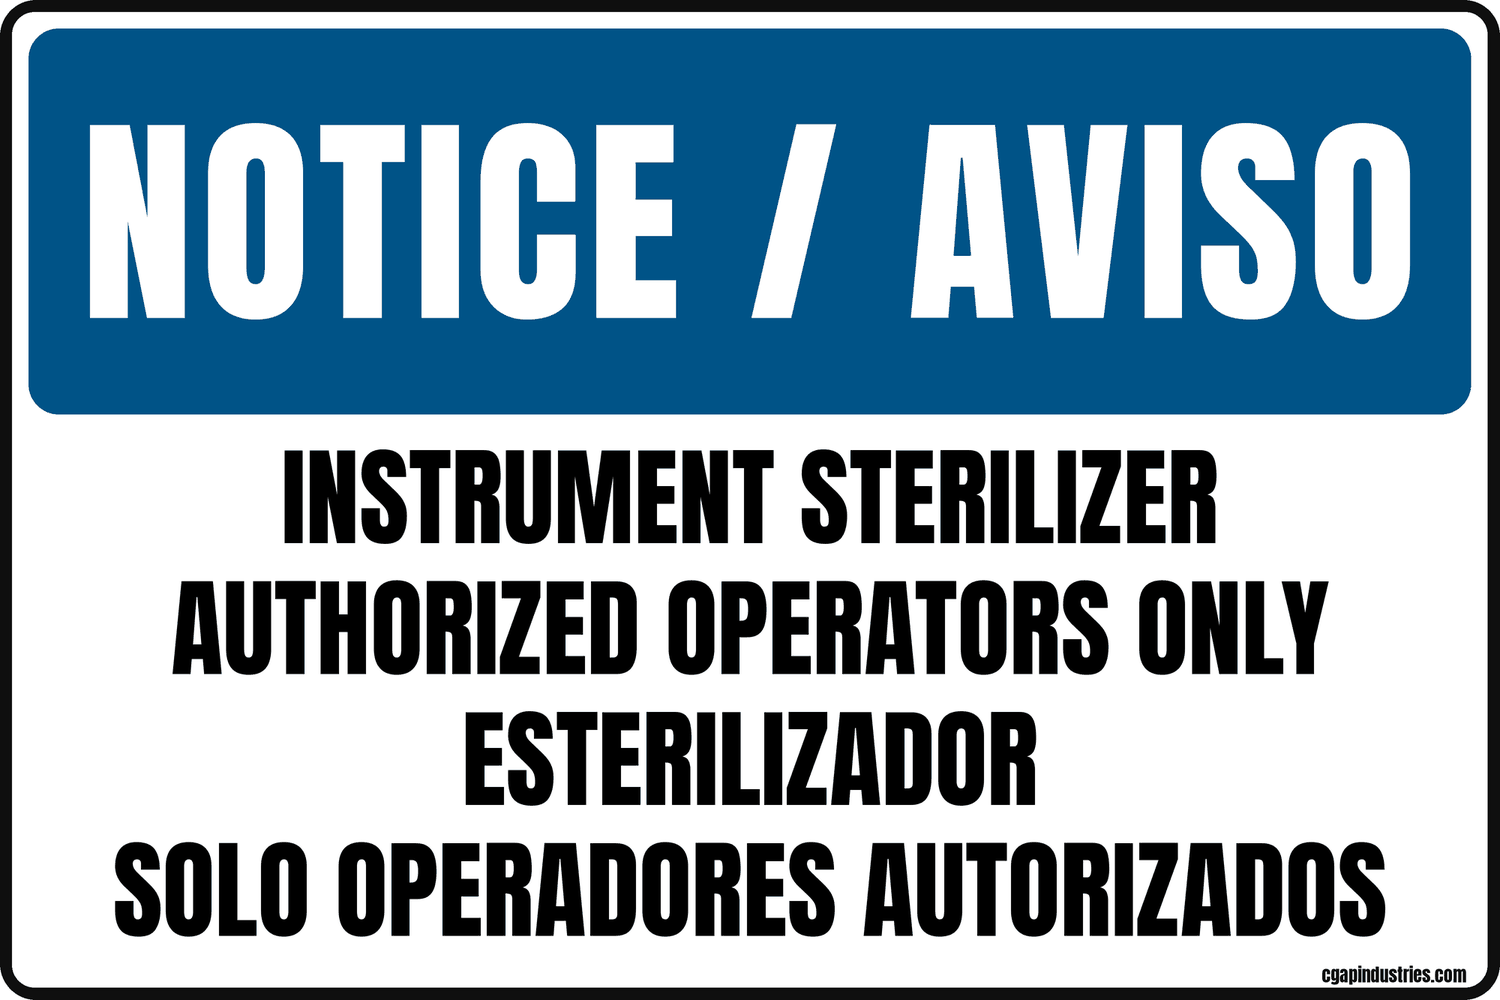 NOTICE / AVISO
INSTRUMENT STERILIZER
AUTHORIZED OPERATORS ONLY
ESTERILIZADOR
SOLO OPERADORES AUTORIZADOS
cgapindustries.com